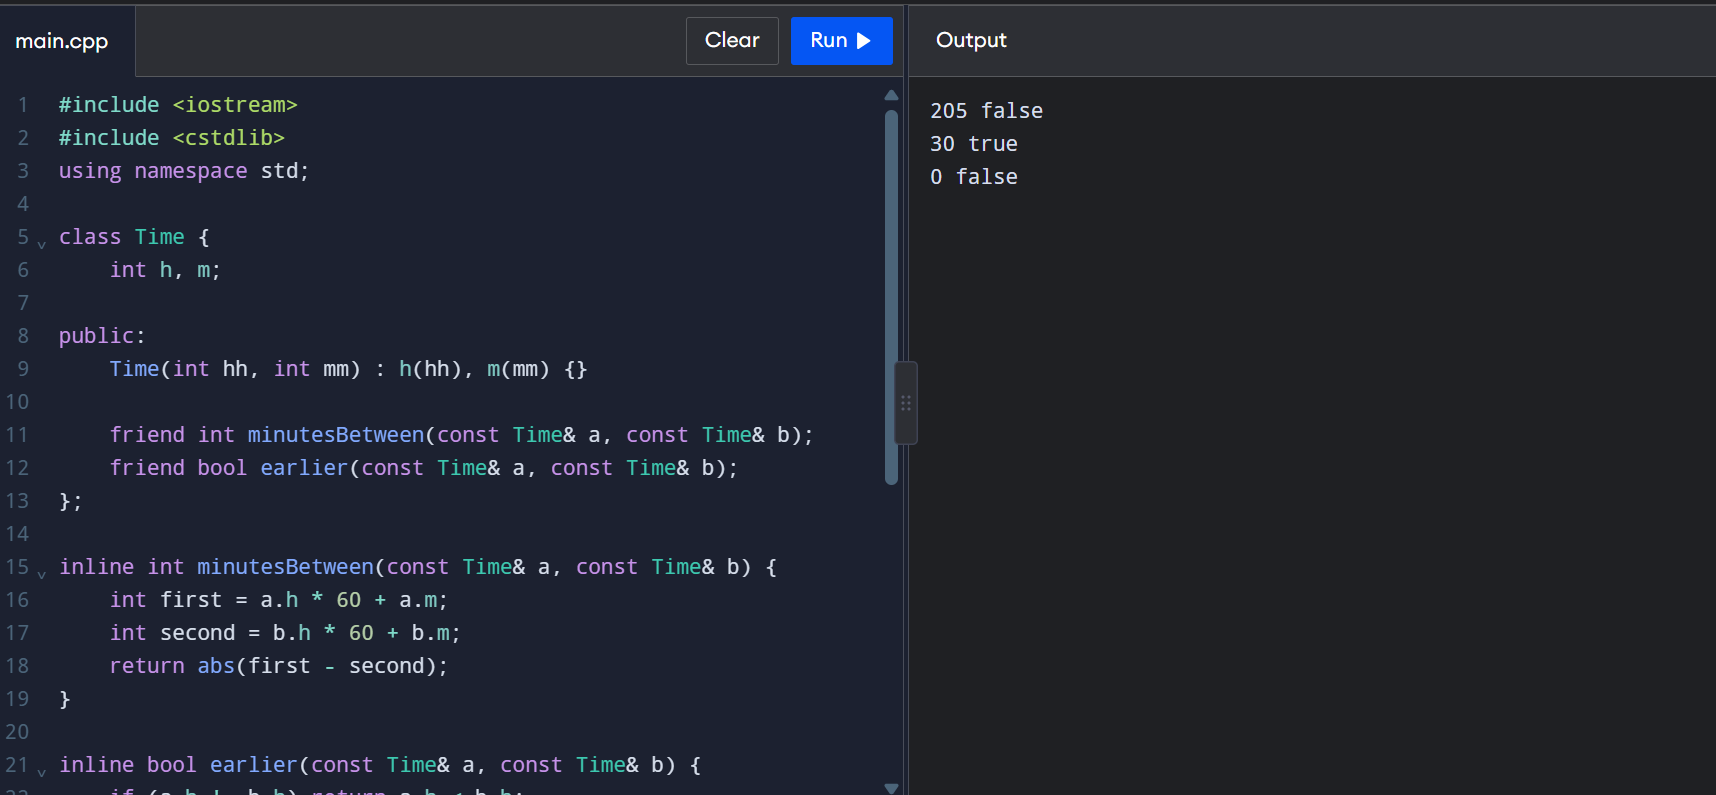 main.cpp
Clear
Run
Output
1 #include <iostream>
2 #include <cstdlib>
3 using namespace std;
4
5 class Time {
6     int h, m;
7
8 public:
9     Time(int hh, int mm) : h(hh), m(mm) {}
10
11     friend int minutesBetween(const Time& a, const Time& b);
12     friend bool earlier(const Time& a, const Time& b);
13 };
14
15 inline int minutesBetween(const Time& a, const Time& b) {
16     int first = a.h * 60 + a.m;
17     int second = b.h * 60 + b.m;
18     return abs(first - second);
19 }
20
21 inline bool earlier(const Time& a, const Time& b) {
205 false
30 true
0 false